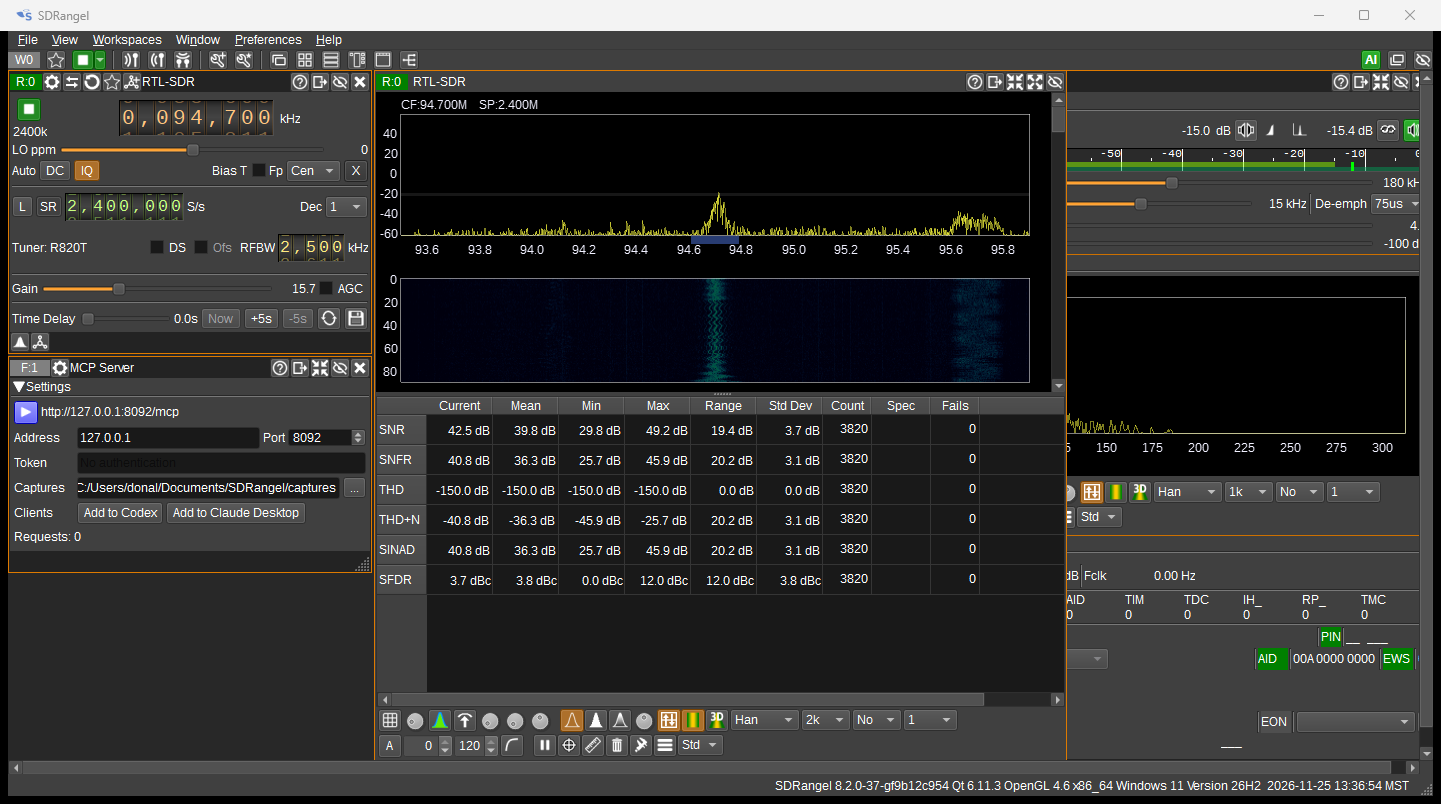 SDRangel
File View Workspaces Window Preferences Help
W0
AI
R:0 RTL-SDR
2400k
0,094,700 kHz
LO ppm 0
Auto DC IQ Bias T Fp Cen X
L SR 2,400,000 S/s Dec 1
Tuner: R820T DS Ofs RFBW 2,500 kHz
Gain 15.7 AGC
Time Delay 0.0s Now +5s -5s
F:1 MCP Server
Settings
http://127.0.0.1:8092/mcp
Address 127.0.0.1 Port 8092
Token No authentication
Captures C:/Users/donal/Documents/SDRangel/captures ...
Clients Add to Codex Add to Claude Desktop
Requests: 0
R:0 RTL-SDR
CF:94.700M SP:2.400M
40
20
0
-20
-40
-60
93.6 93.8 94.0 94.2 94.4 94.6 94.8 95.0 95.2 95.4 95.6 95.8
0
20
40
60
80
Current Mean Min Max Range Std Dev Count Spec Fails
SNR 42.5 dB 39.8 dB 29.8 dB 49.2 dB 19.4 dB 3.7 dB 3820 0
SNFR 40.8 dB 36.3 dB 25.7 dB 45.9 dB 20.2 dB 3.1 dB 3820 0
THD -150.0 dB -150.0 dB -150.0 dB -150.0 dB 0.0 dB 0.0 dB 3820 0
THD+N -40.8 dB -36.3 dB -45.9 dB -25.7 dB 20.2 dB 3.1 dB 3820 0
SINAD 40.8 dB 36.3 dB 25.7 dB 45.9 dB 20.2 dB 3.1 dB 3820 0
SFDR 3.7 dBc 3.8 dBc 0.0 dBc 12.0 dBc 12.0 dBc 3.8 dBc 3820 0
3D Han 2k No 1
A 0 120 Std
-15.0 dB -15.4 dB
-50 -40 -30 -20 -10 0
180 kH
15 kHz De-emph 75us
4.
-100 d
150 175 200 225 250 275 300
3D Han 1k No 1
Std
dB Fclk 0.00 Hz
AID TIM TDC IH_ RP_ TMC
0 0 0 0 0 0
PIN __ ___
AID 00A 0000 0000 EWS
EON
SDRangel 8.2.0-37-gf9b12c954 Qt 6.11.3 OpenGL 4.6 x86_64 Windows 11 Version 26H2 2026-11-25 13:36:54 MST